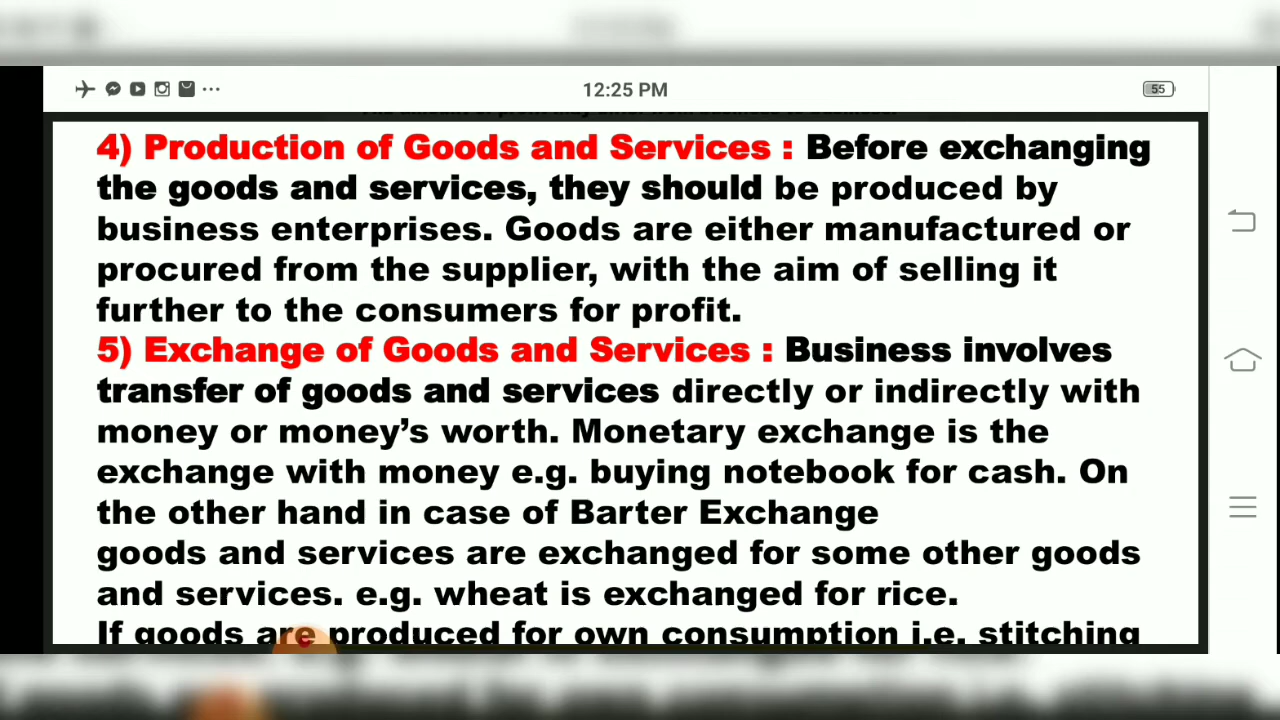 12:25 PM
55
4) Production of Goods and Services : Before exchanging
the goods and services, they should be produced by
business enterprises. Goods are either manufactured or
procured from the supplier, with the aim of selling it
further to the consumers for profit.
5) Exchange of Goods and Services : Business involves
transfer of goods and services directly or indirectly with
money or money’s worth. Monetary exchange is the
exchange with money e.g. buying notebook for cash. On
the other hand in case of Barter Exchange
goods and services are exchanged for some other goods
and services. e.g. wheat is exchanged for rice.
If goods are produced for own consumption i.e. stitching